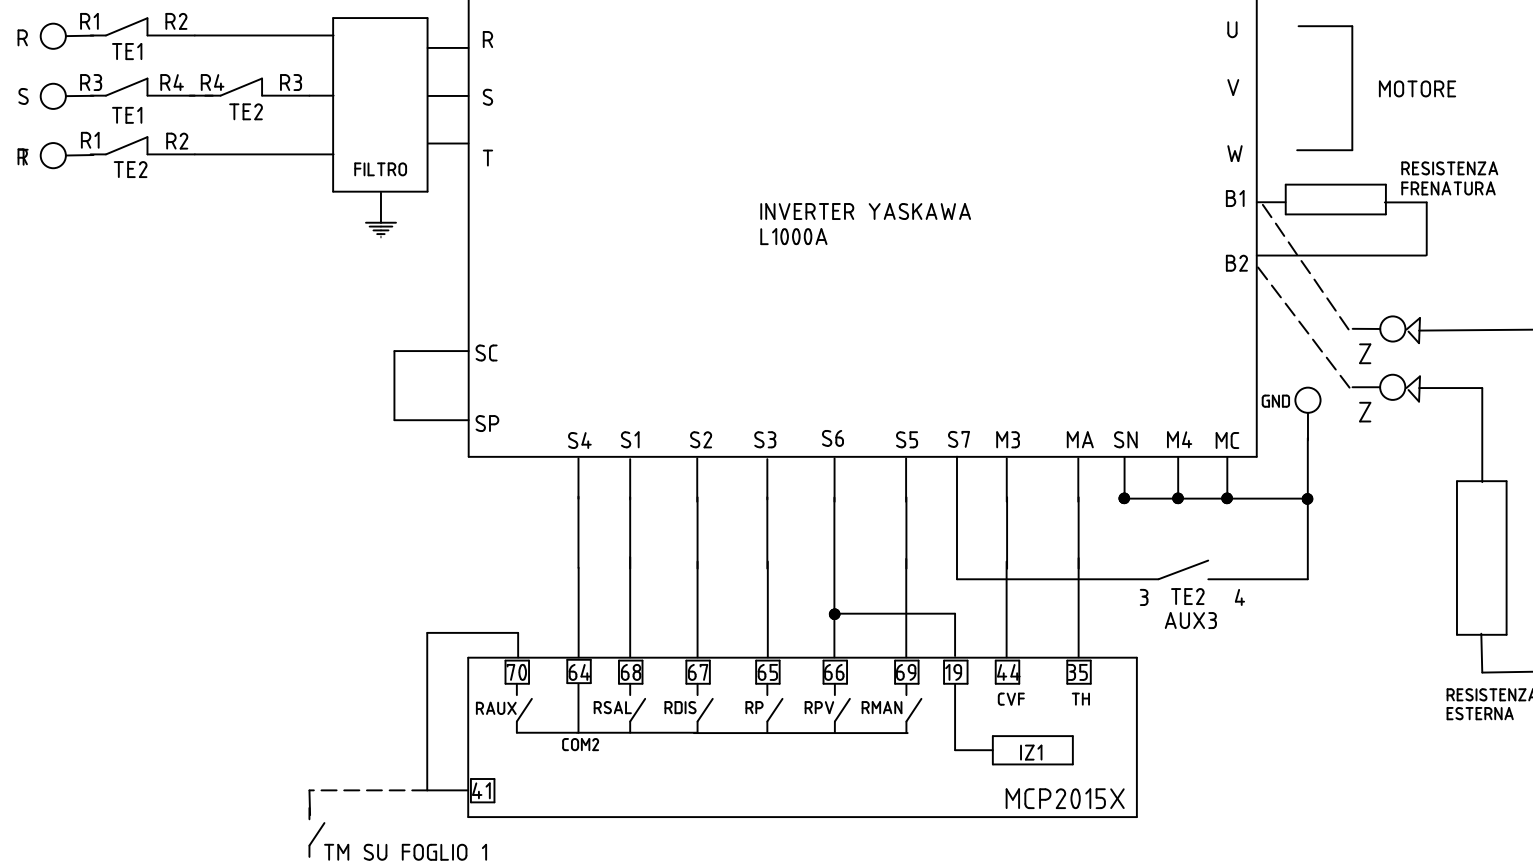 R R1 R2
TE1
S R3 R4 R4 R3
TE1 TE2
R1 R2
TE2
FILTRO
R
S
T
INVERTER YASKAWA
L1000A
U
V
W
MOTORE
B1
RESISTENZA
FRENATURA
B2
Z
Z
GND
SC
SP
S4 S1 S2 S3 S6 S5 S7 M3 MA SN M4 MC
3 TE2 4
AUX3
70 64 68 67 65 66 69 19 44 35
RAUX RSAL RDIS RP RPV RMAN CVF TH
COM2
IZ1
41
MCP2015X
TM SU FOGLIO 1
RESISTENZA
ESTERNA